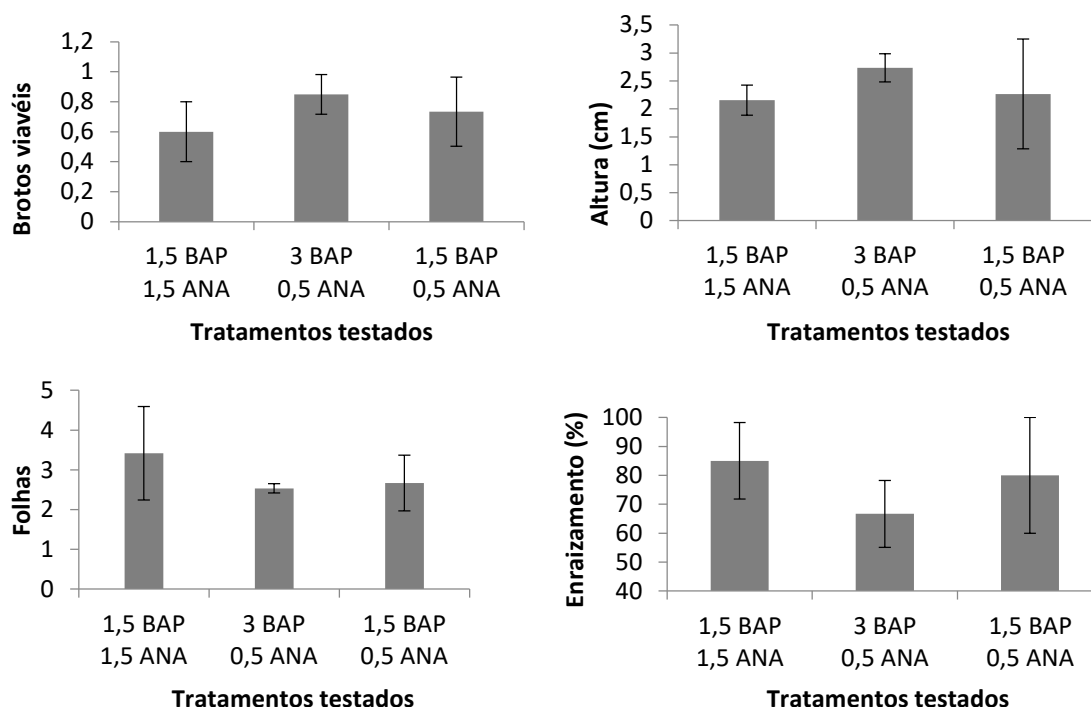 Brotos viavéis
1,2
1
0,8
0,6
0,4
0,2
0
1,5 BAP 3 BAP 1,5 BAP
1,5 ANA 0,5 ANA 0,5 ANA
Tratamentos testados
Altura (cm)
3,5
3
2,5
2
1,5
1
0,5
0
1,5 BAP 3 BAP 1,5 BAP
1,5 ANA 0,5 ANA 0,5 ANA
Tratamentos testados
Folhas
5
4
3
2
1
0
1,5 BAP 3 BAP 1,5 BAP
1,5 ANA 0,5 ANA 0,5 ANA
Tratamentos testados
Enraizamento (%)
100
90
80
70
60
50
40
1,5 BAP 3 BAP 1,5 BAP
1,5 ANA 0,5 ANA 0,5 ANA
Tratamentos testados